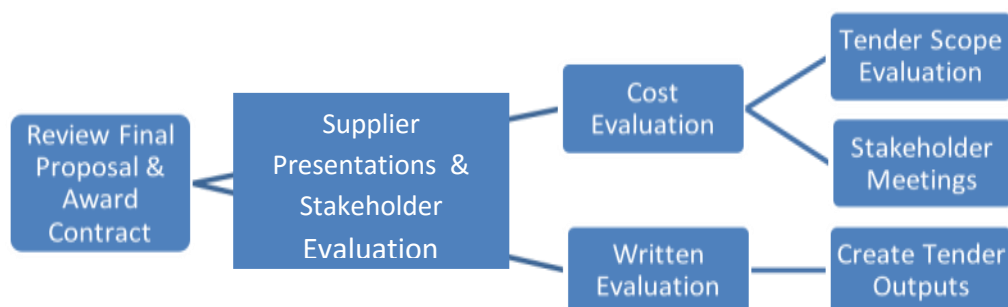 Review Final
Proposal &
Award
Contract
Supplier
Presentations &
Stakeholder
Evaluation
Cost
Evaluation
Written
Evaluation
Tender Scope
Evaluation
Stakeholder
Meetings
Create Tender
Outputs